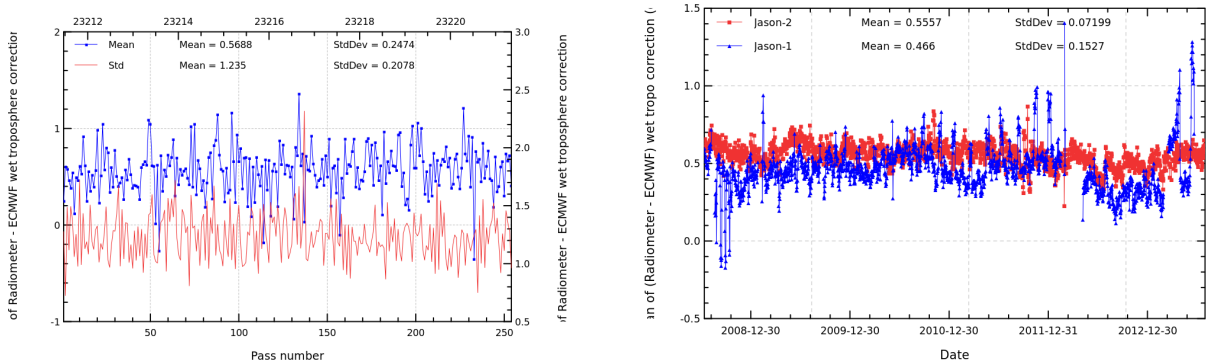 23212 23214 23216 23218 23220
Mean Mean = 0.5688 StdDev = 0.2474
Std Mean = 1.235 StdDev = 0.2078
of Radiometer - ECMWF wet troposphere correction
2
1
0
-1
3.0
2.5
2.0
1.5
1.0
0.5
of Radiometer - ECMWF wet troposphere correction
50 100 150 200 250
Pass number
Jason-2 Mean = 0.5557 StdDev = 0.07199
Jason-1 Mean = 0.466 StdDev = 0.1527
of (Radiometer - ECMWF) wet tropo correction (
1.5
1.0
0.5
0.0
-0.5
2008-12-30 2009-12-30 2010-12-30 2011-12-31 2012-12-30
Date